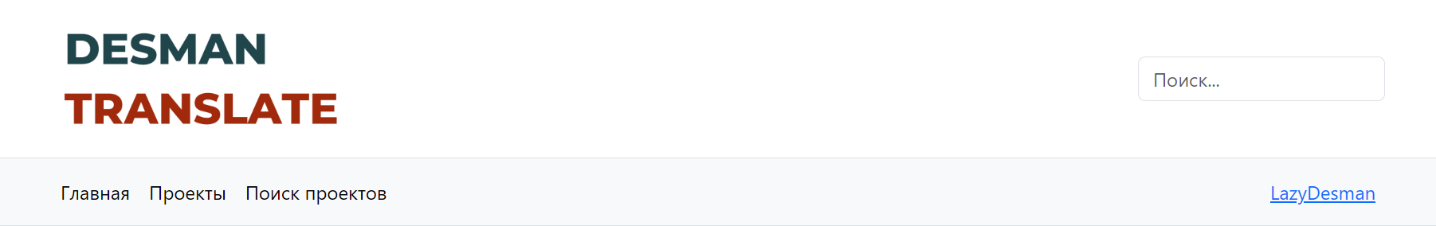 DESMAN
TRANSLATE
Поиск...
Главная Проекты Поиск проектов LazyDesman